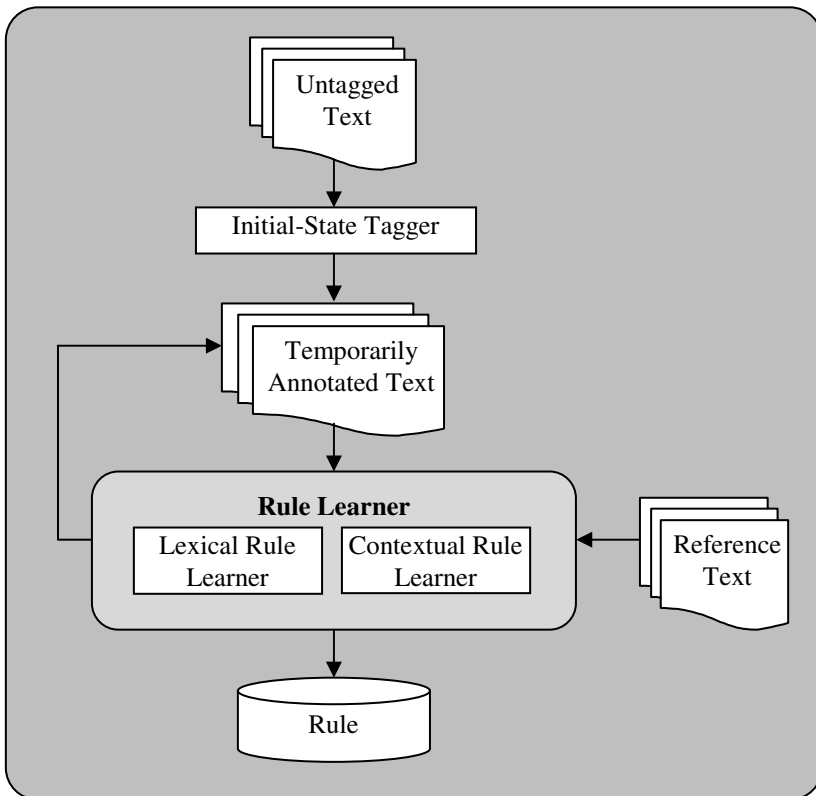 Untagged
Text
Initial-State Tagger
Temporarily
Annotated Text
Rule Learner
Lexical Rule
Learner
Contextual Rule
Learner
Reference
Text
Rule